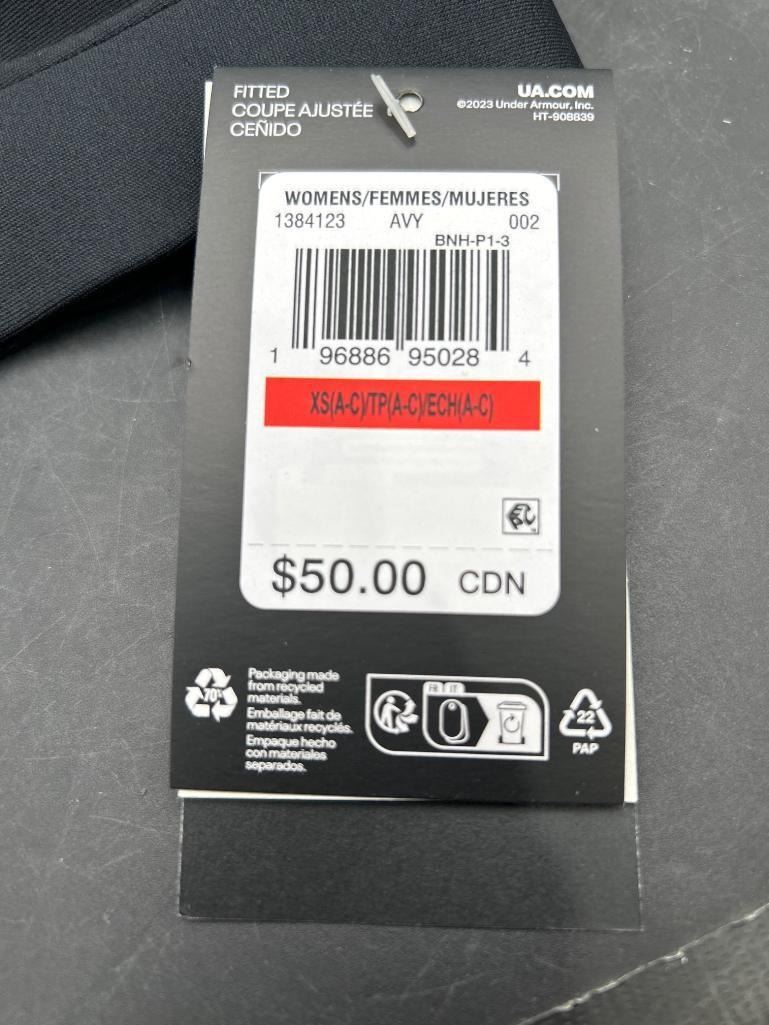 FITTED
COUPE AJUSTÉE
CEÑIDO
UA.COM
©2023 Under Armour, Inc.
HT-908839
WOMENS/FEMMES/MUJERES
1384123 AVY 002
BNH-P1-3
1 96886 95028 4
XS(A-C)/TP(A-C)/ECH(A-C)
$50.00 CDN
70%
Packaging made
from recycled
materials.
Emballage fait de
matériaux recyclés.
Empaque hecho
con materiales
separados.
FR IT
22
PAP